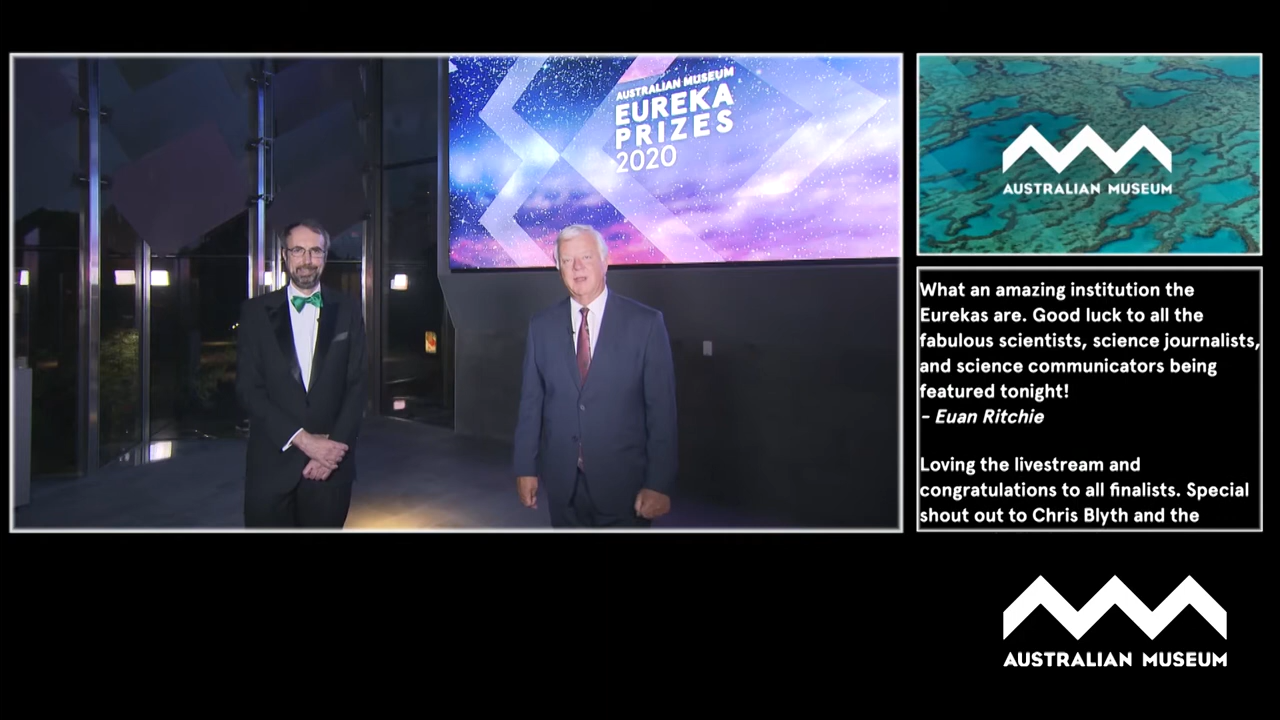 AUSTRALIAN MUSEUM
EUREKA
PRIZES
2020
AUSTRALIAN MUSEUM
What an amazing institution the
Eurekas are. Good luck to all the
fabulous scientists, science journalists,
and science communicators being
featured tonight!
- Euan Ritchie
Loving the livestream and
congratulations to all finalists. Special
shout out to Chris Blyth and the
AUSTRALIAN MUSEUM